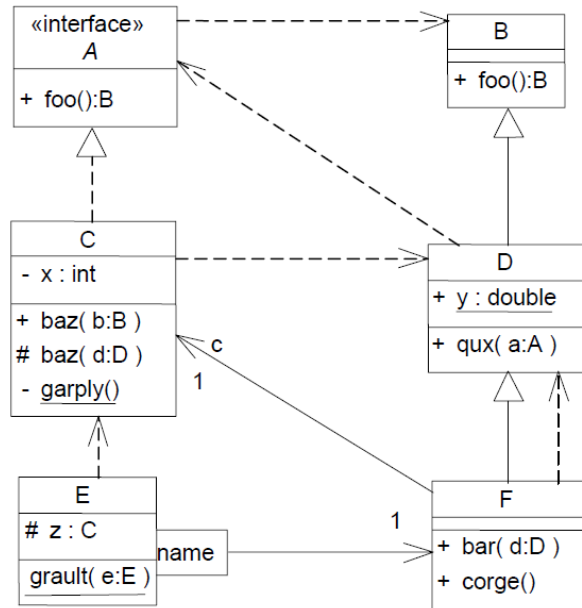 «interface»
A
+ foo():B
B
+ foo():B
C
- x : int
+ baz( b:B )
# baz( d:D )
- garply()
D
+ y : double
+ qux( a:A )
c
1
E
# z : C
grault( e:E )
name
1
F
+ bar( d:D )
+ corge()